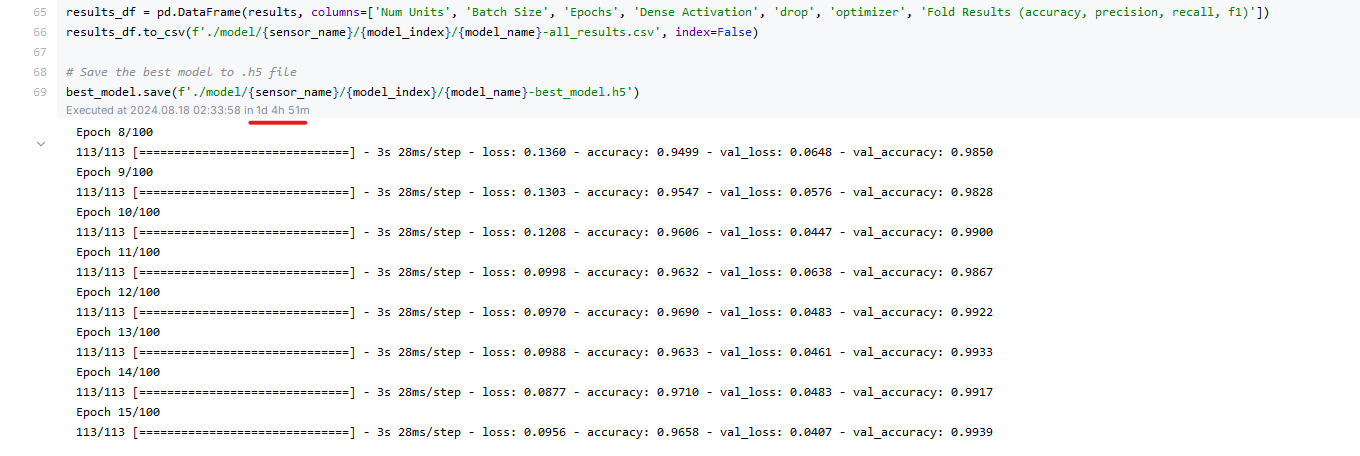 65 results_df = pd.DataFrame(results, columns=['Num Units', 'Batch Size', 'Epochs', 'Dense Activation', 'drop', 'optimizer', 'Fold Results (accuracy, precision, recall, f1)'])
66 results_df.to_csv(f'./model/{sensor_name}/{model_index}/{model_name}-all_results.csv', index=False)
67
68 # Save the best model to .h5 file
69 best_model.save(f'./model/{sensor_name}/{model_index}/{model_name}-best_model.h5')
Executed at 2024.08.18 02:33:58 in 1d 4h 51m
Epoch 8/100
113/113 [==============================] - 3s 28ms/step - loss: 0.1360 - accuracy: 0.9499 - val_loss: 0.0648 - val_accuracy: 0.9850
Epoch 9/100
113/113 [==============================] - 3s 28ms/step - loss: 0.1303 - accuracy: 0.9547 - val_loss: 0.0576 - val_accuracy: 0.9828
Epoch 10/100
113/113 [==============================] - 3s 28ms/step - loss: 0.1208 - accuracy: 0.9606 - val_loss: 0.0447 - val_accuracy: 0.9900
Epoch 11/100
113/113 [==============================] - 3s 28ms/step - loss: 0.0998 - accuracy: 0.9632 - val_loss: 0.0638 - val_accuracy: 0.9867
Epoch 12/100
113/113 [==============================] - 3s 28ms/step - loss: 0.0970 - accuracy: 0.9690 - val_loss: 0.0483 - val_accuracy: 0.9922
Epoch 13/100
113/113 [==============================] - 3s 28ms/step - loss: 0.0988 - accuracy: 0.9633 - val_loss: 0.0461 - val_accuracy: 0.9933
Epoch 14/100
113/113 [==============================] - 3s 28ms/step - loss: 0.0877 - accuracy: 0.9710 - val_loss: 0.0483 - val_accuracy: 0.9917
Epoch 15/100
113/113 [==============================] - 3s 28ms/step - loss: 0.0956 - accuracy: 0.9658 - val_loss: 0.0407 - val_accuracy: 0.9939